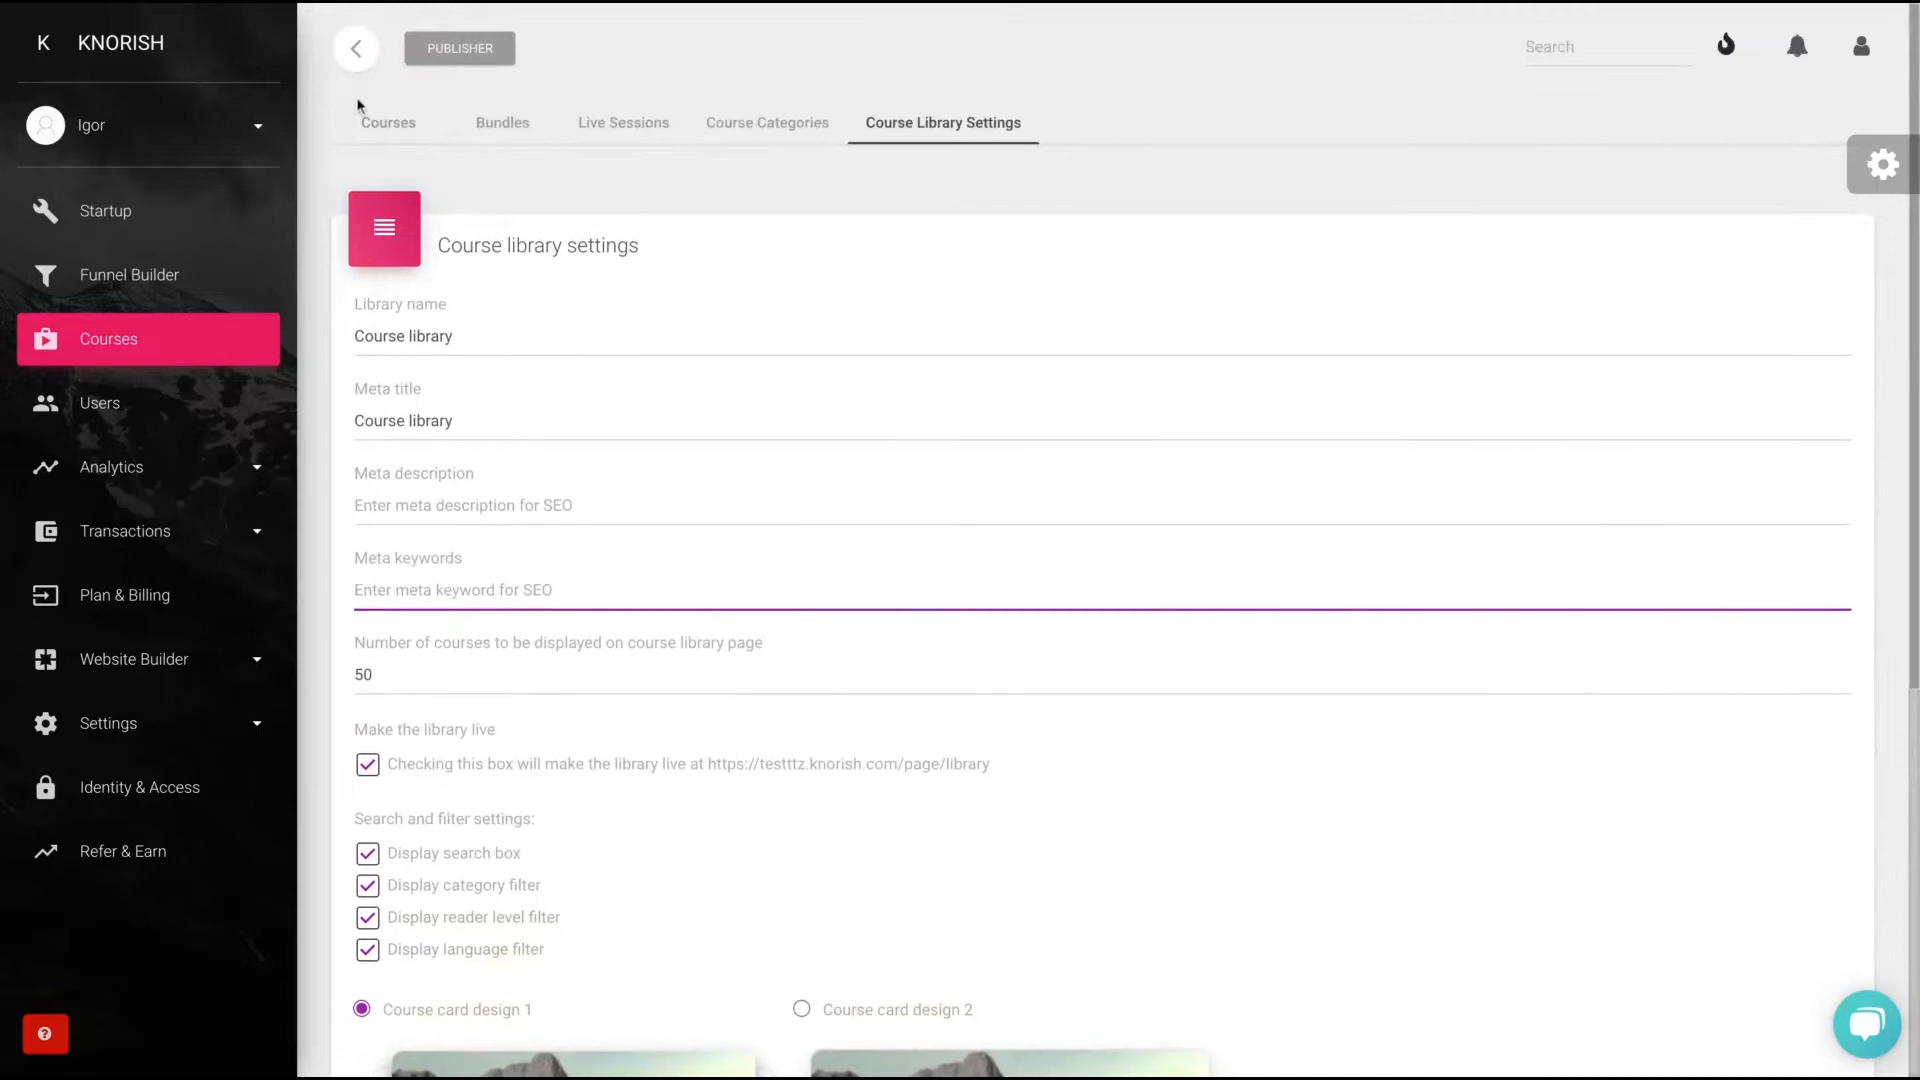 K KNORISH
Igor
Startup
Funnel Builder
Courses
Users
Analytics
Transactions
Plan & Billing
Website Builder
Settings
Identity & Access
Refer & Earn
PUBLISHER
Search
Courses Bundles Live Sessions Course Categories Course Library Settings
Course library settings
Library name
Course library
Meta title
Course library
Meta description
Enter meta description for SEO
Meta keywords
Enter meta keyword for SEO
Number of courses to be displayed on course library page
50
Make the library live
Checking this box will make the library live at https://testttz.knorish.com/page/library
Search and filter settings:
Display search box
Display category filter
Display reader level filter
Display language filter
Course card design 1 Course card design 2